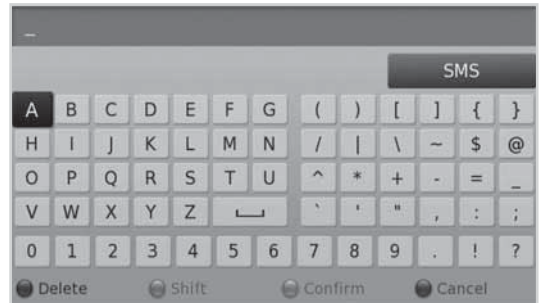 _
SMS
A B C D E F G ( ) [ ] { }
H I J K L M N / | \ ~ $ @
O P Q R S T U ^ * + - = _
V W X Y Z ` ' " , : ;
0 1 2 3 4 5 6 7 8 9 . ! ?
Delete Shift Confirm Cancel